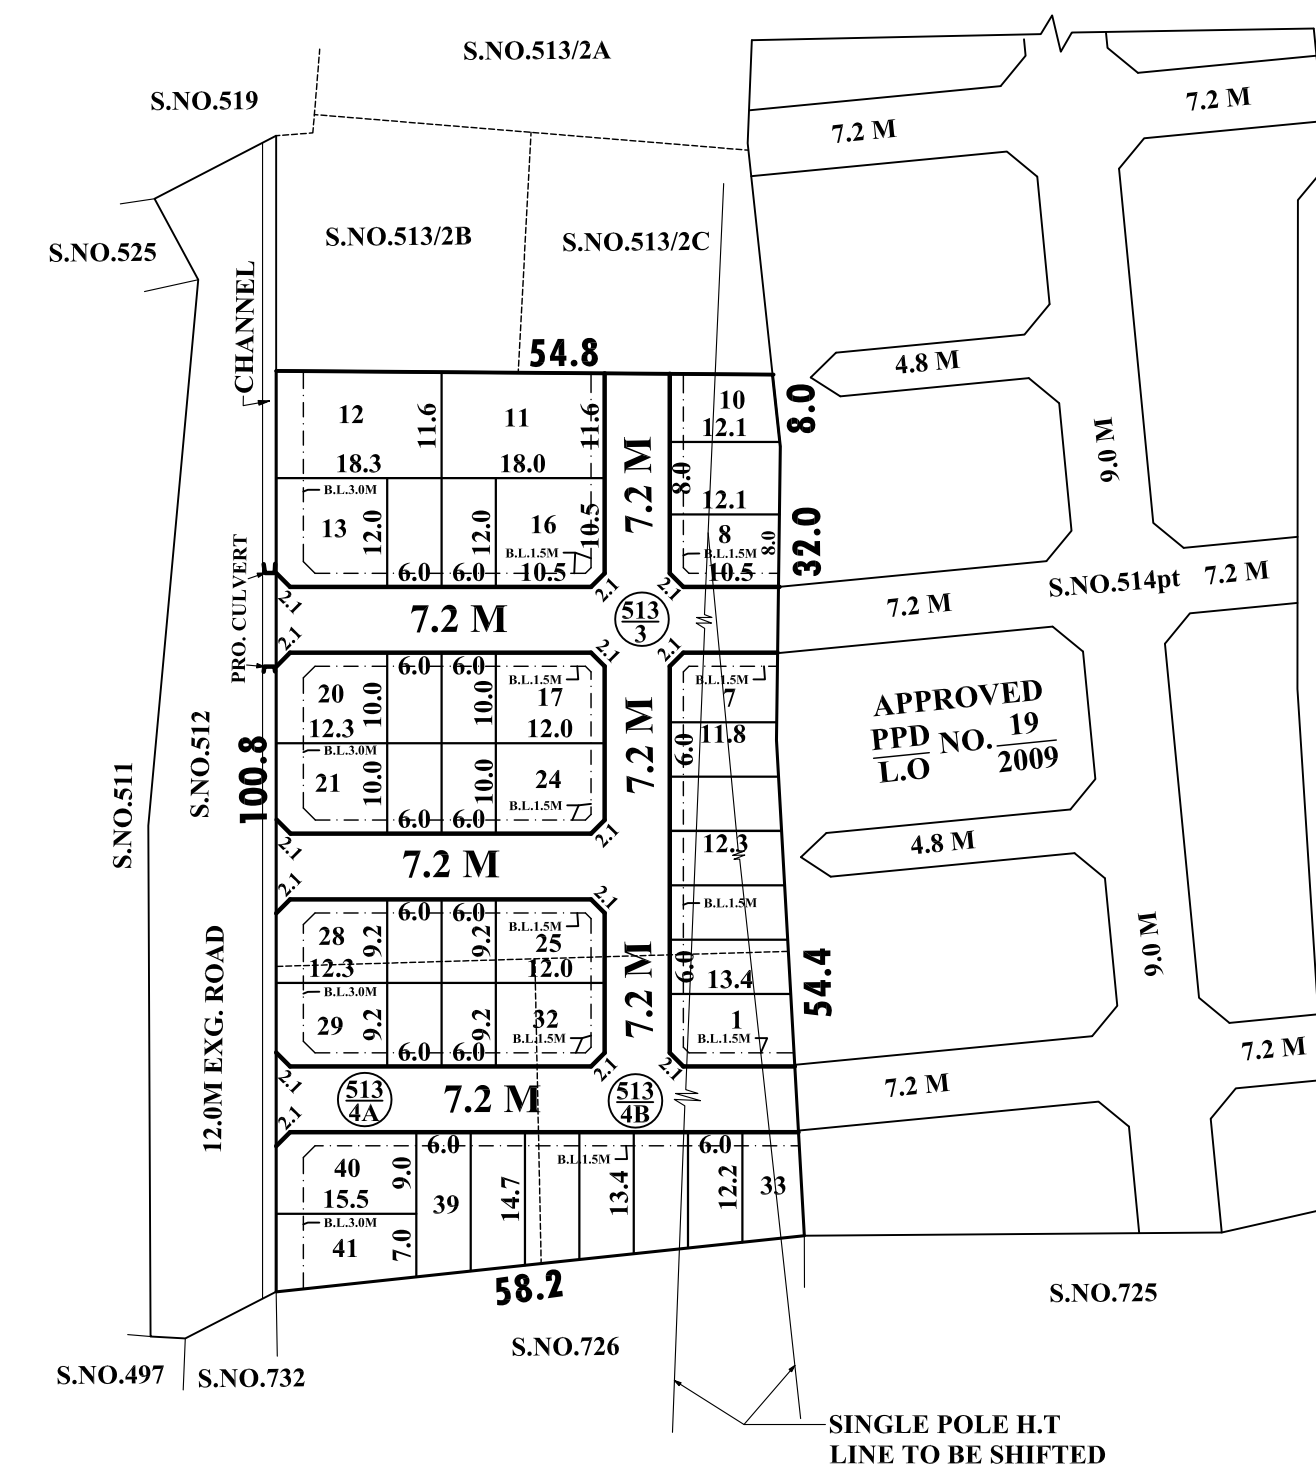 S.NO.513/2A
S.NO.519
7.2 M
7.2 M
S.NO.513/2B
S.NO.513/2C
S.NO.525
CHANNEL
54.8
4.8 M
8.0
12
11.6
11
11.6
10
12.1
18.3
18.0
7.2 M
8.0
9.0 M
B.L.3.0M
12.1
13
12.0
12.0
16
10.5
8
8.0
32.0
B.L.1.5M
B.L.1.5M
6.0
6.0
10.5
10.5
PRO. CULVERT
2.1
2.1
2.1
7.2 M
513
3
7.2 M
S.NO.514pt
7.2 M
2.1
2.1
2.1
6.0
6.0
B.L.1.5M
B.L.1.5M
20
10.0
10.0
17
7
12.3
12.0
7.2 M
6.0
11.8
APPROVED
PPD
L.O
NO.
19
2009
S.NO.512
100.8
S.NO.511
B.L.3.0M
21
10.0
10.0
24
B.L.1.5M
6.0
6.0
2.1
2.1
12.3
4.8 M
7.2 M
2.1
2.1
6.0
6.0
B.L.1.5M
B.L.1.5M
28
9.2
9.2
25
12.3
12.0
7.2 M
6.0
13.4
54.4
9.0 M
12.0M EXG. ROAD
B.L.3.0M
29
9.2
9.2
32
B.L.1.5M
1
B.L.1.5M
6.0
6.0
2.1
2.1
2.1
7.2 M
7.2 M
513
4A
7.2 M
513
4B
2.1
6.0
6.0
B.L.1.5M
40
9.0
15.5
39
14.7
13.4
12.2
33
B.L.3.0M
41
7.0
58.2
S.NO.725
S.NO.726
S.NO.497
S.NO.732
SINGLE POLE H.T
LINE TO BE SHIFTED